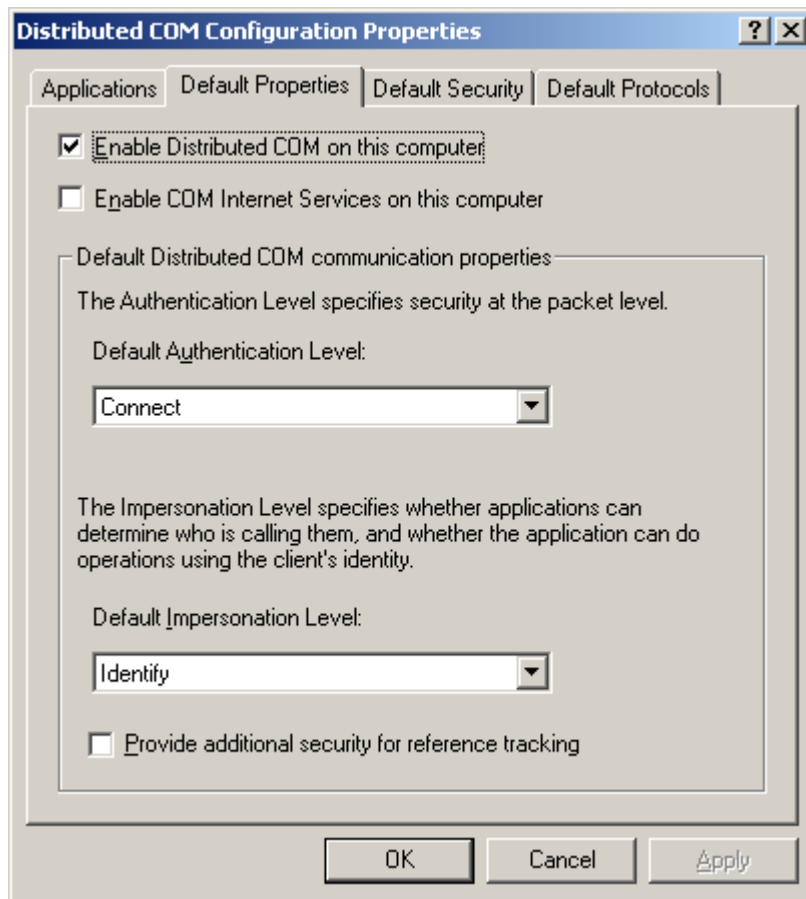 Distributed COM Configuration Properties
Applications Default Properties Default Security Default Protocols
Enable Distributed COM on this computer
Enable COM Internet Services on this computer
Default Distributed COM communication properties
The Authentication Level specifies security at the packet level.
Default Authentication Level:
Connect
The Impersonation Level specifies whether applications can
determine who is calling them, and whether the application can do
operations using the client's identity.
Default Impersonation Level:
Identify
Provide additional security for reference tracking
OK Cancel Apply